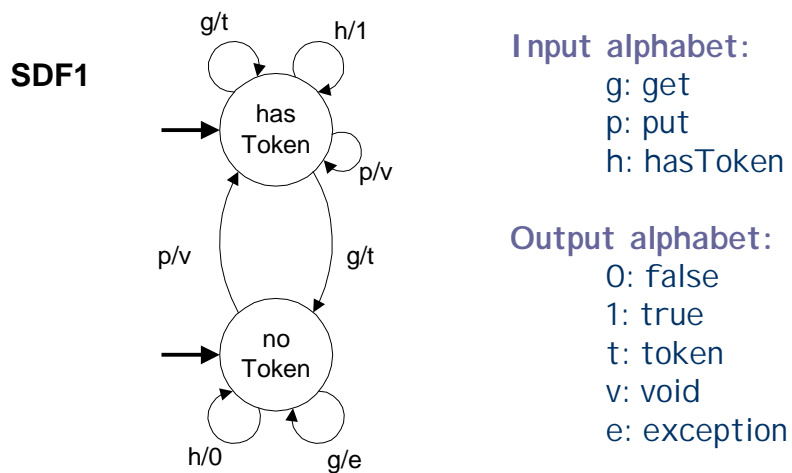 g/t
h/1
SDF1
has
Token
p/v
p/v
g/t
no
Token
h/0
g/e
Input alphabet:
g: get
p: put
h: hasToken
Output alphabet:
0: false
1: true
t: token
v: void
e: exception